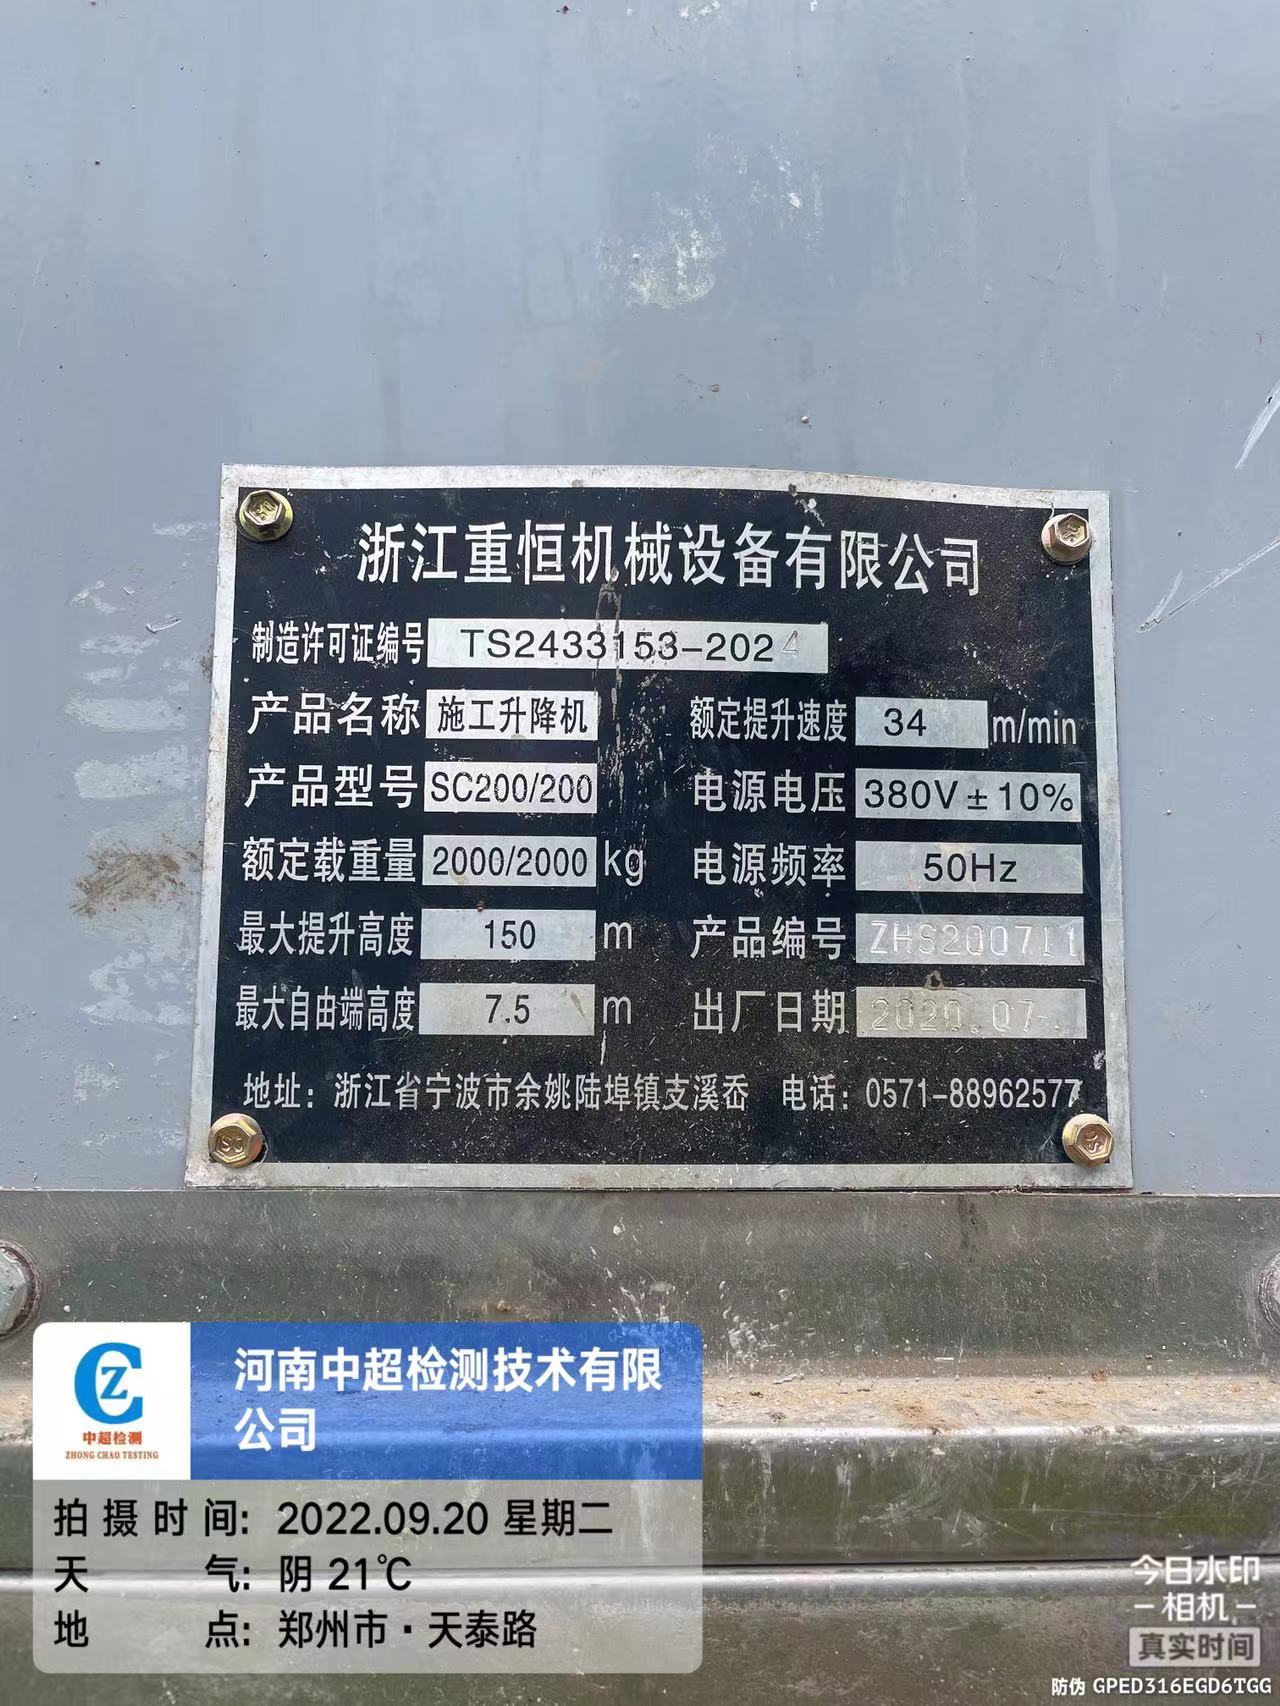 浙江重恒机械设备有限公司
制造许可证编号 TS2433153-2024
产品名称 施工升降机 额定提升速度 34 m/min
产品型号 SC200/200 电源电压 380V±10%
额定载重量 2000/2000 kg 电源频率 50Hz
最大提升高度 150 m 产品编号 ZHS200711
最大自由端高度 7.5 m 出厂日期 2020.07.
地址：浙江省宁波市余姚陆埠镇支溪岙 电话：0571-88962577
CZ
中超检测
ZHONG CHAO TESTING
河南中超检测技术有限
公司
拍摄时间: 2022.09.20 星期二
天气: 阴 21℃
地点: 郑州市·天泰路
今日水印
-相机-
真实时间
防伪 GPED316EGD6TGG